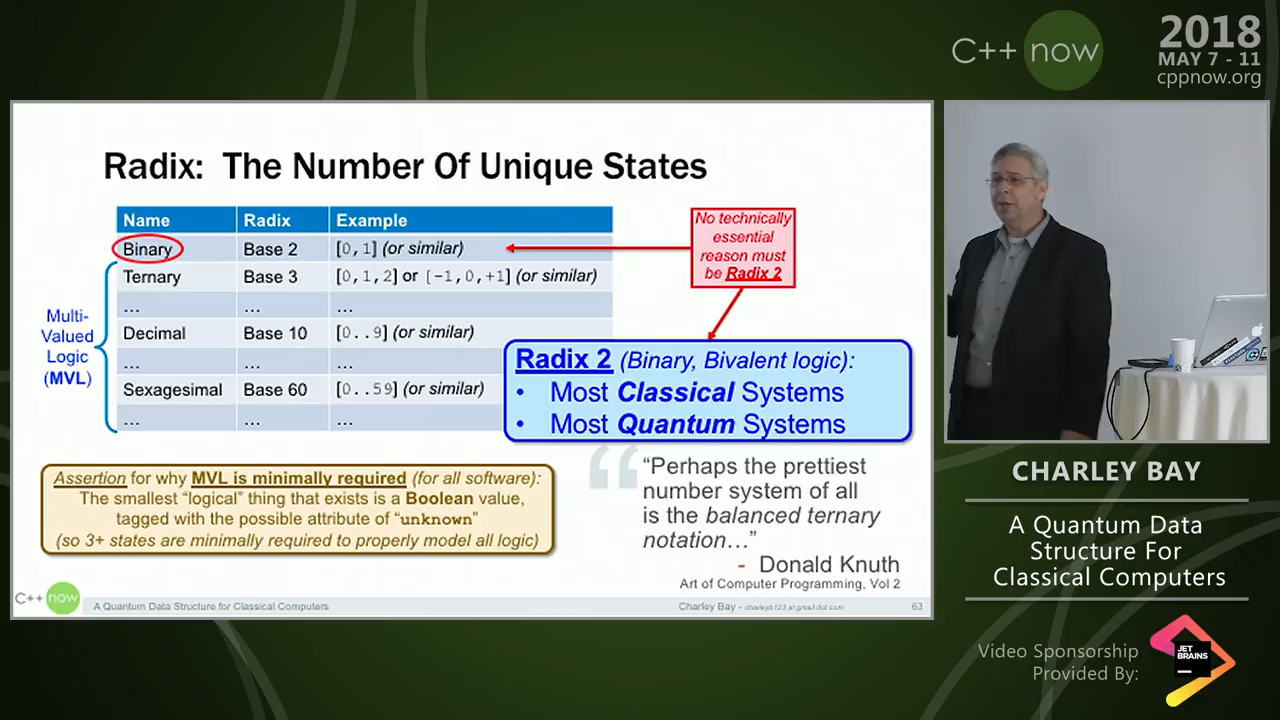 C++ now
2018
MAY 7 - 11
cppnow.org
Radix: The Number Of Unique States
Name Radix Example
Binary Base 2 [0,1] (or similar)
Ternary Base 3 [0,1,2] or [-1,0,+1] (or similar)
... ... ...
Decimal Base 10 [0..9] (or similar)
... ... ...
Sexagesimal Base 60 [0..59] (or similar)
... ... ...
Multi-
Valued
Logic
(MVL)
No technically
essential
reason must
be Radix 2
Radix 2 (Binary, Bivalent logic):
• Most Classical Systems
• Most Quantum Systems
Assertion for why MVL is minimally required (for all software):
The smallest "logical" thing that exists is a Boolean value,
tagged with the possible attribute of "unknown"
(so 3+ states are minimally required to properly model all logic)
“Perhaps the prettiest
number system of all
is the balanced ternary
notation…”
- Donald Knuth
Art of Computer Programming, Vol 2
C++ now
A Quantum Data Structure for Classical Computers
Charley Bay - charleyb123 at gmail dot com
63
CHARLEY BAY
A Quantum Data
Structure For
Classical Computers
Video Sponsorship
Provided By:
JET
BRAINS